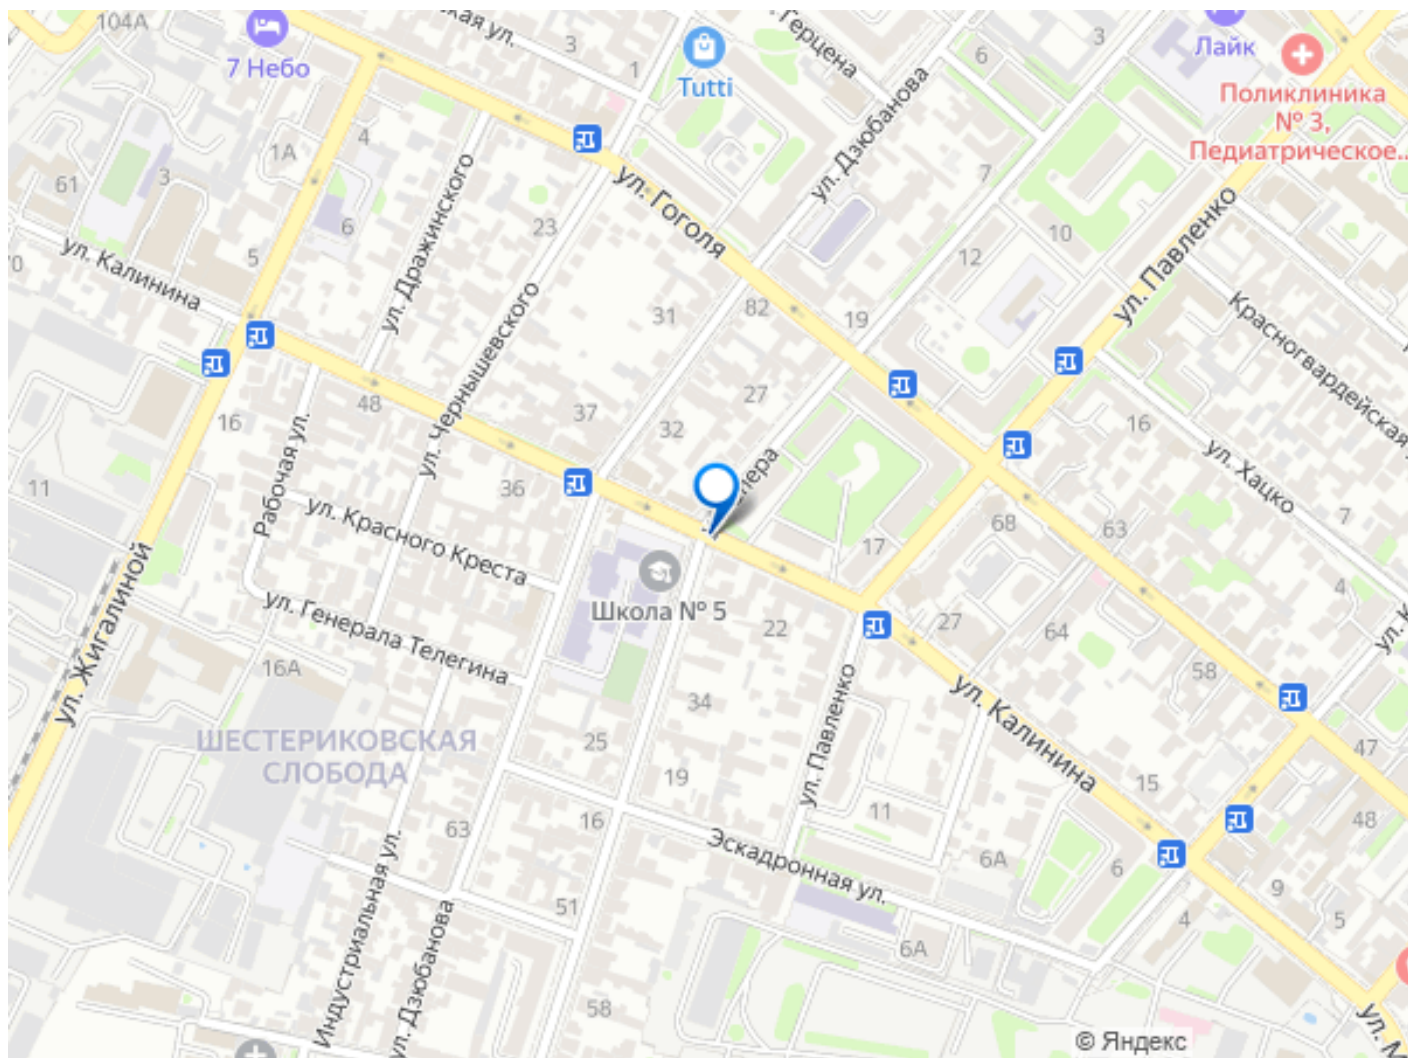 104А
7 Небо
ская ул.
3
1
Tutti
Герцена
6
3
Лайк
Поликлиника
№ 3,
Педиатрическое...
4
1А
61
3
6
5
ул. Калинина
70
ул. Дражинского
23
ул. Гоголя
ул. Дзюбанова
7
12
10
ул. Павленко
ул. Чернышевского
31
82
19
Красногвардейская
16
48
37
32
27
16
Рабочая ул.
36
11
ул. Красного Креста
ул. Хацко
7
68
63
17
4
Школа № 5
22
27
64
58
ул. Жигалиной
ул. Генерала Телегина
16А
34
ул. Павленко
ул. Калинина
ШЕСТЕРИКОВСКАЯ
СЛОБОДА
25
19
15
47
63
16
11
48
Эскадронная ул.
6А
6
9
51
4
5
6А
Индустриальная ул.
ул. Дзюбанова
58
© Яндекс